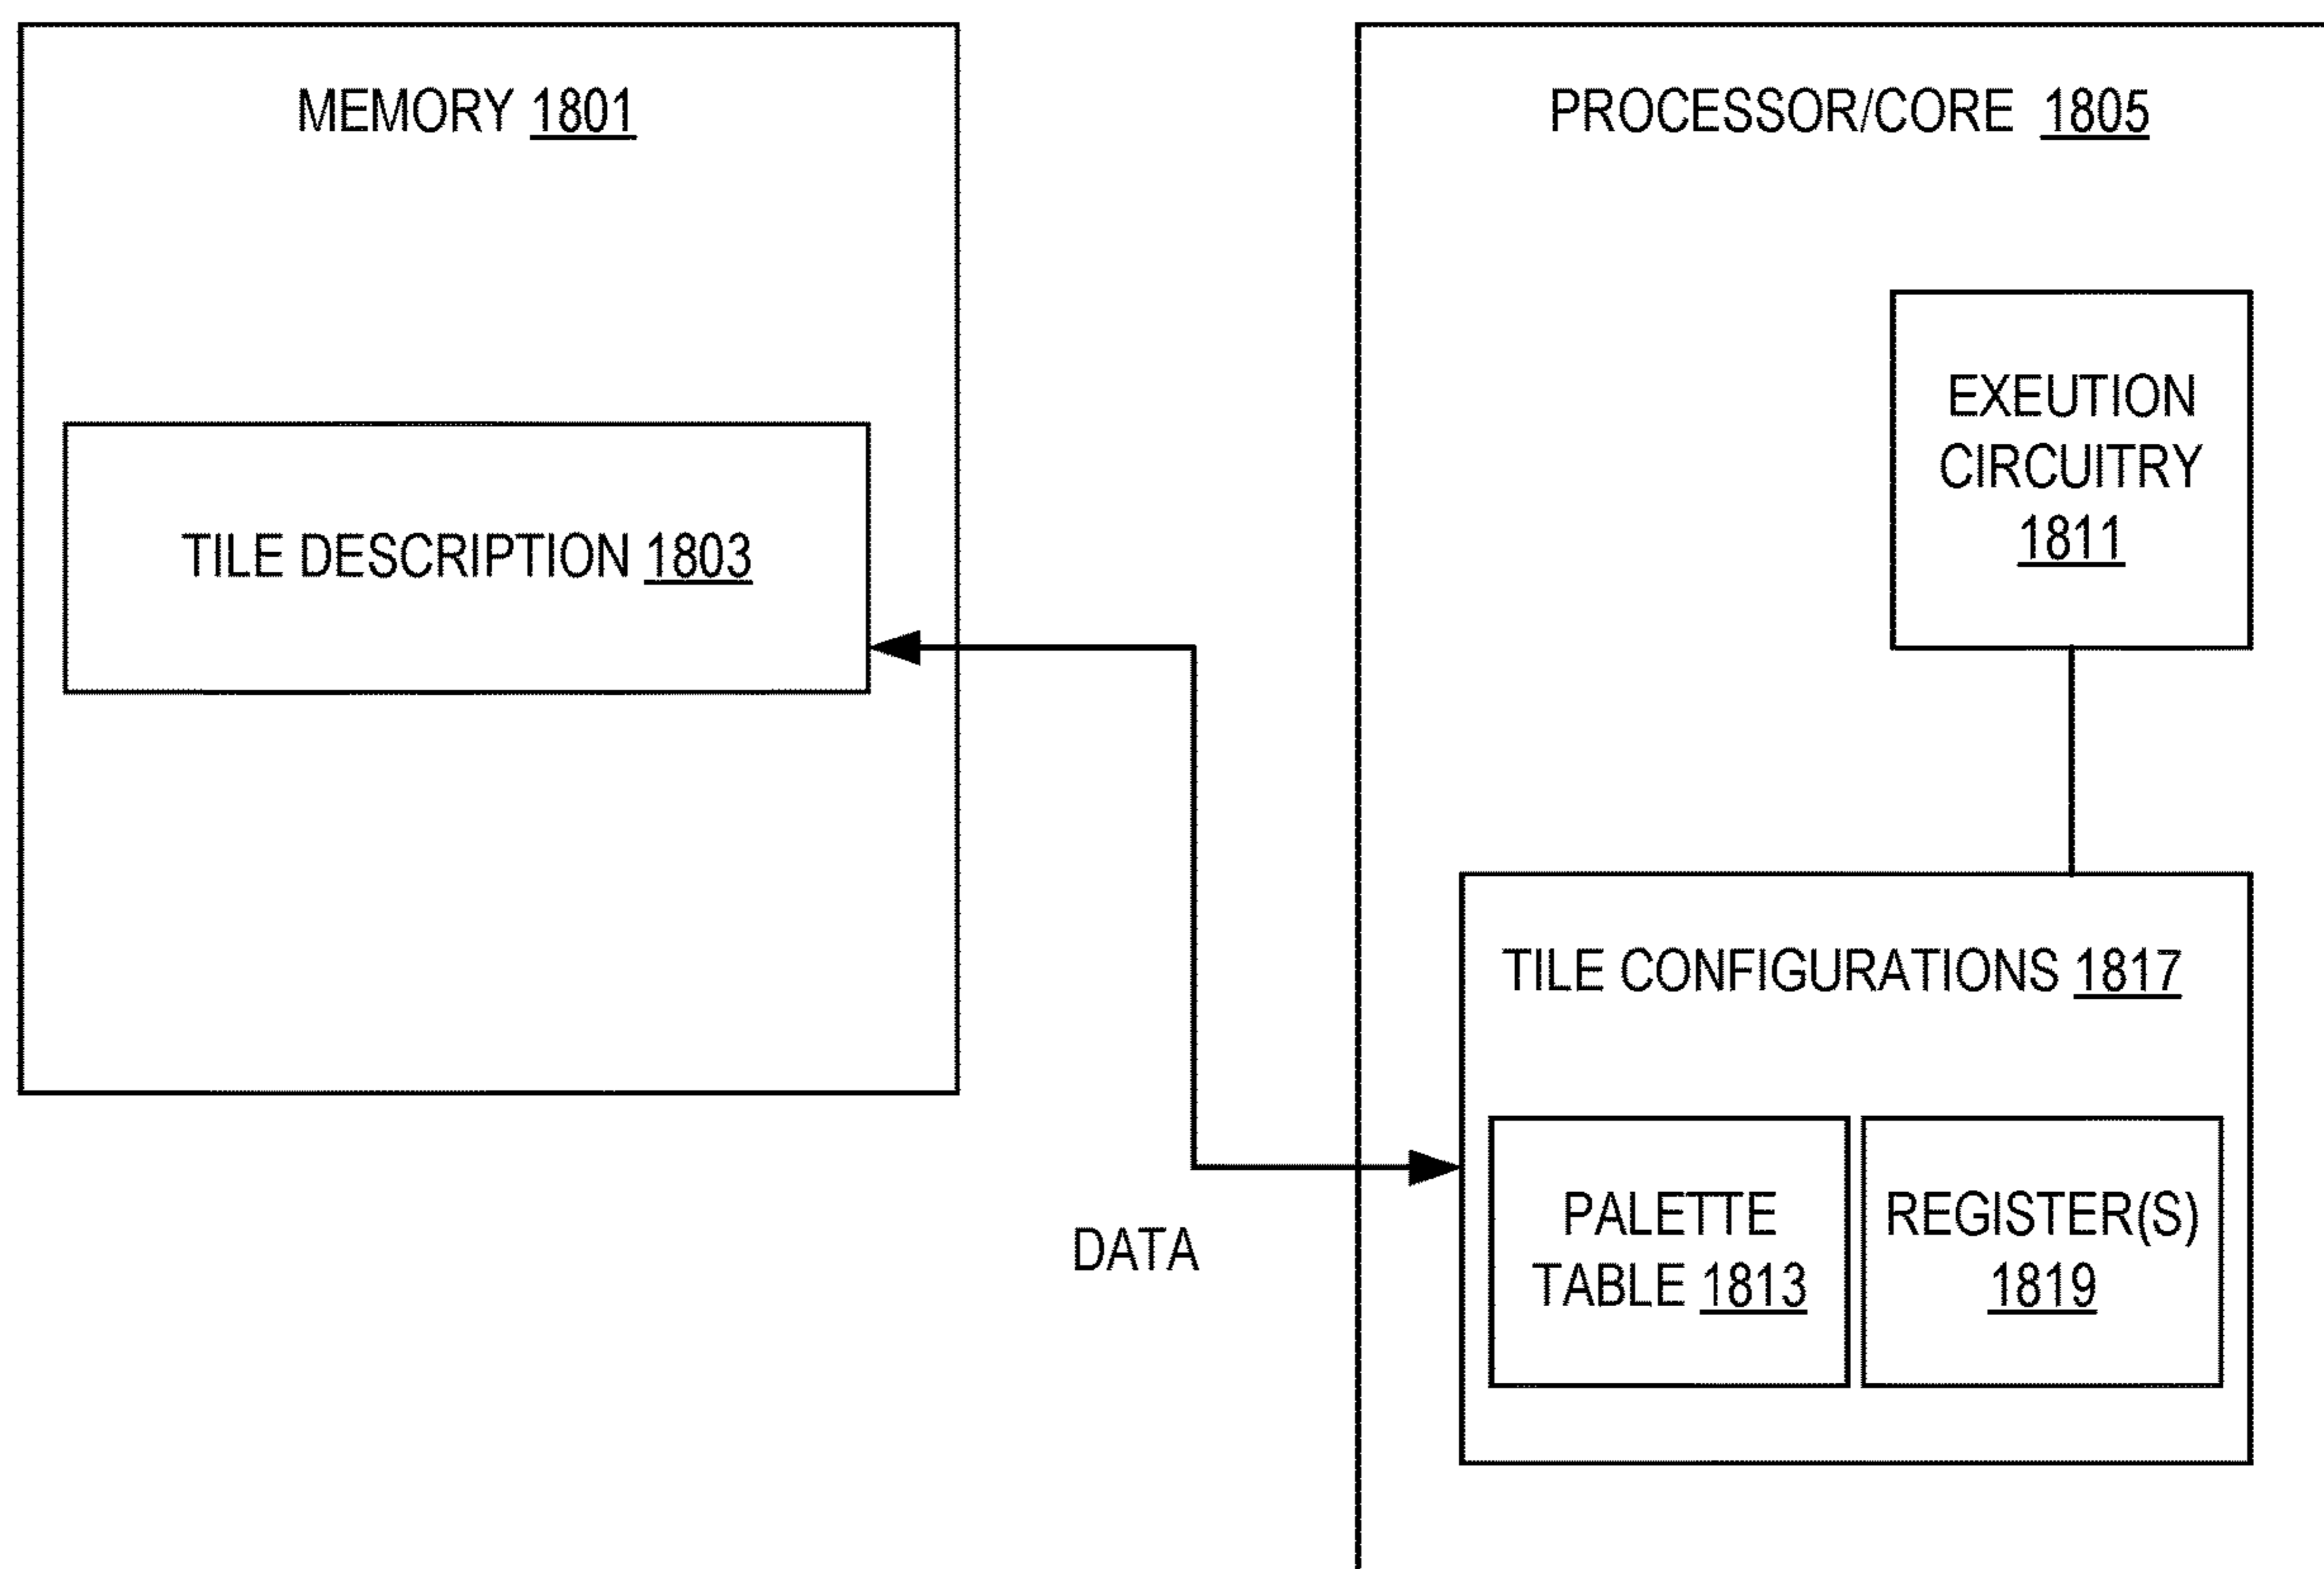 MEMORY 1801
PROCESSOR/CORE 1805
EXEUTION
CIRCUITRY
1811
TILE DESCRIPTION 1803
TILE CONFIGURATIONS 1817
PALETTE
TABLE 1813
REGISTER(S)
1819
DATA